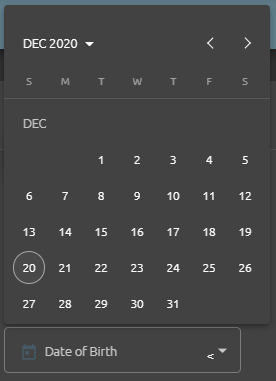 DEC 2020
S M T W T F S
DEC
1 2 3 4 5
6 7 8 9 10 11 12
13 14 15 16 17 18 19
20 21 22 23 24 25 26
27 28 29 30 31
Date of Birth <